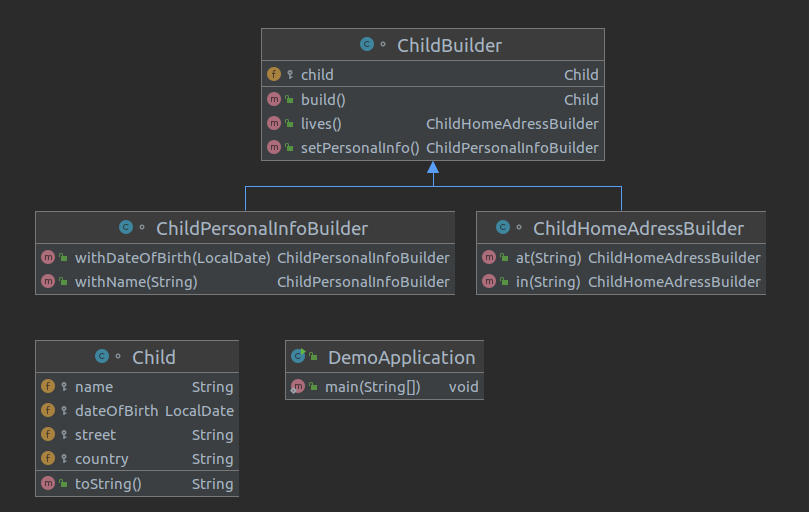 ChildBuilder
child Child
build() Child
lives() ChildHomeAdressBuilder
setPersonalInfo() ChildPersonalInfoBuilder
ChildPersonalInfoBuilder
withDateOfBirth(LocalDate) ChildPersonalInfoBuilder
withName(String) ChildPersonalInfoBuilder
ChildHomeAdressBuilder
at(String) ChildHomeAdressBuilder
in(String) ChildHomeAdressBuilder
Child
name String
dateOfBirth LocalDate
street String
country String
toString() String
DemoApplication
main(String[]) void